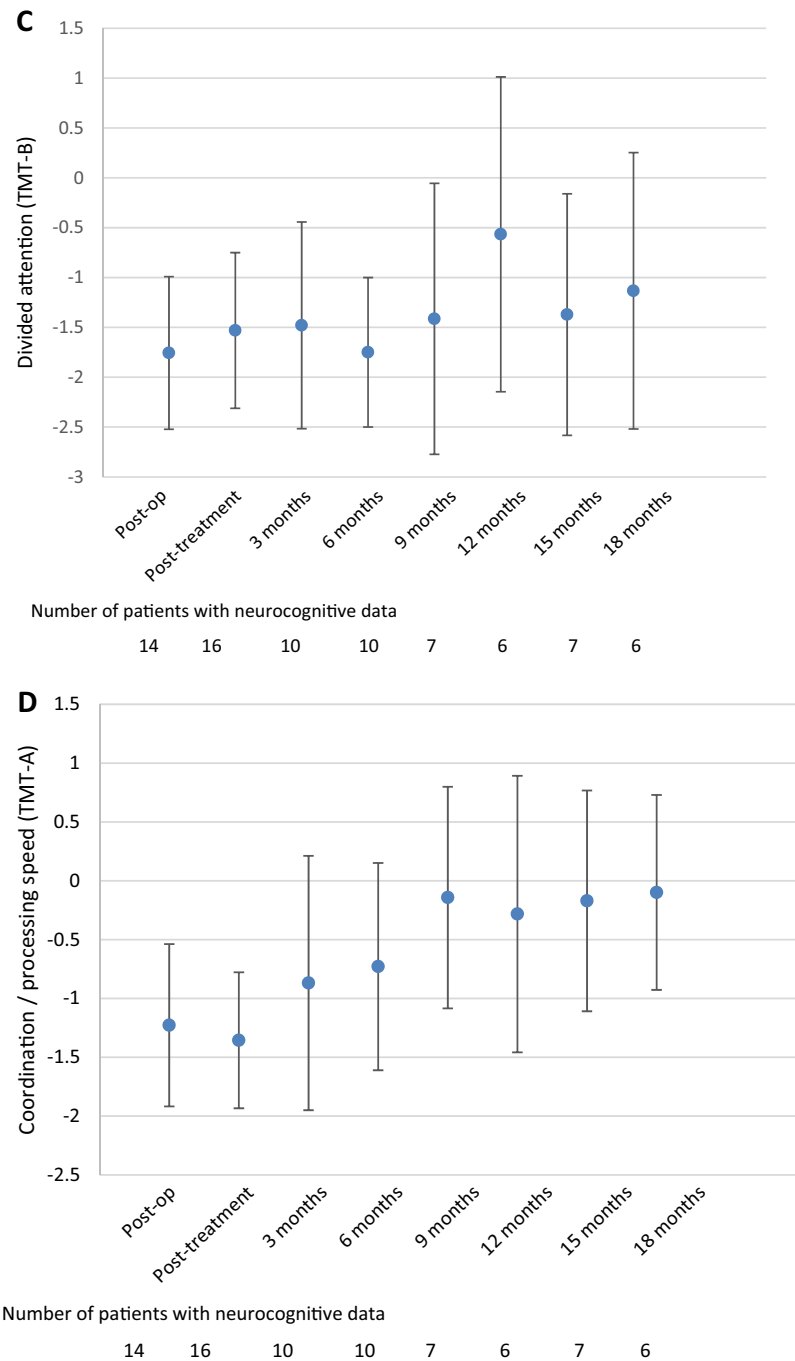 C
Divided attention (TMT-B)
1.5
1
0.5
0
-0.5
-1
-1.5
-2
-2.5
-3
Post-op
Post-treatment
3 months
6 months
9 months
12 months
15 months
18 months
Number of patients with neurocognitive data
14 16 10 10 7 6 7 6
D
Coordination / processing speed (TMT-A)
1.5
1
0.5
0
-0.5
-1
-1.5
-2
-2.5
Post-op
Post-treatment
3 months
6 months
9 months
12 months
15 months
18 months
Number of patients with neurocognitive data
14 16 10 10 7 6 7 6